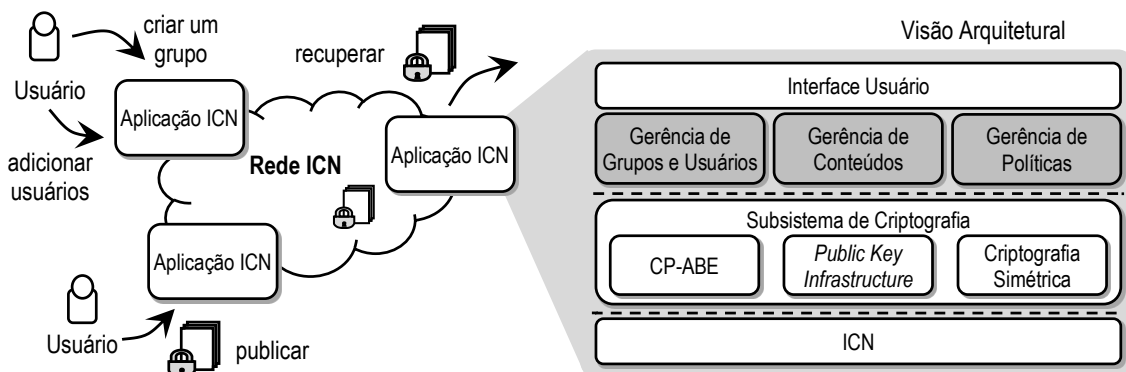 criar um
grupo
Usuário
adicionar
usuários
Aplicação ICN
recuperar
Aplicação ICN
Rede ICN
Aplicação ICN
Usuário
publicar
Visão Arquitetural
Interface Usuário
Gerência de
Grupos e Usuários
Gerência de
Conteúdos
Gerência de
Políticas
Subsistema de Criptografia
CP-ABE
Public Key
Infrastructure
Criptografia
Simétrica
ICN